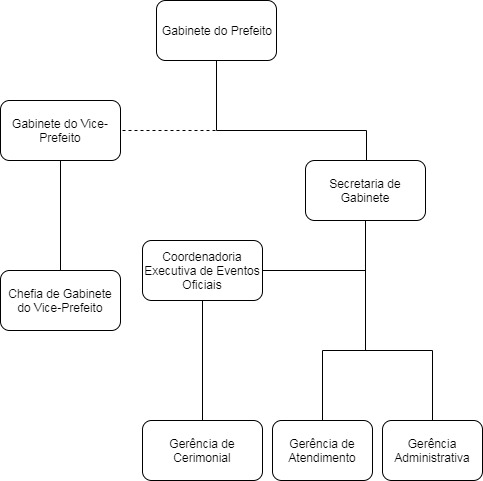 Gabinete do Prefeito
Gabinete do Vice-
Prefeito
Secretaria de
Gabinete
Coordenadoria
Executiva de Eventos
Oficiais
Chefia de Gabinete
do Vice-Prefeito
Gerência de
Cerimonial
Gerência de
Atendimento
Gerência
Administrativa